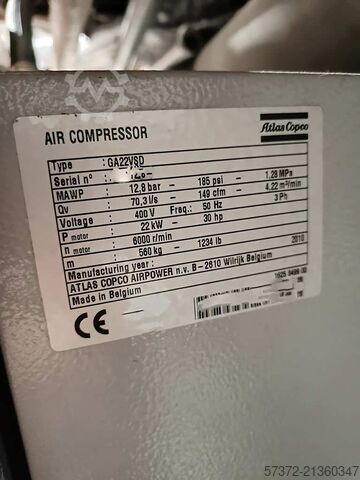 AIR COMPRESSOR
Atlas Copco
Type : GA22VSD
Serial n° :
MAWP : 12,8 bar – 185 psi – 1,28 MPa
Qv : 70,3 l/s – 149 cfm – 4,22 m³/min
Voltage : 400 V Freq.: 50 Hz 3 Ph
P motor : 22 kW – 30 hp
n motor : 6000 r/min
m : 560 kg – 1234 lb
Manufacturing year : 2010
ATLAS COPCO AIRPOWER n.v. B – 2610 Wilrijk Belgium
Made in Belgium
CE
57372-21360347